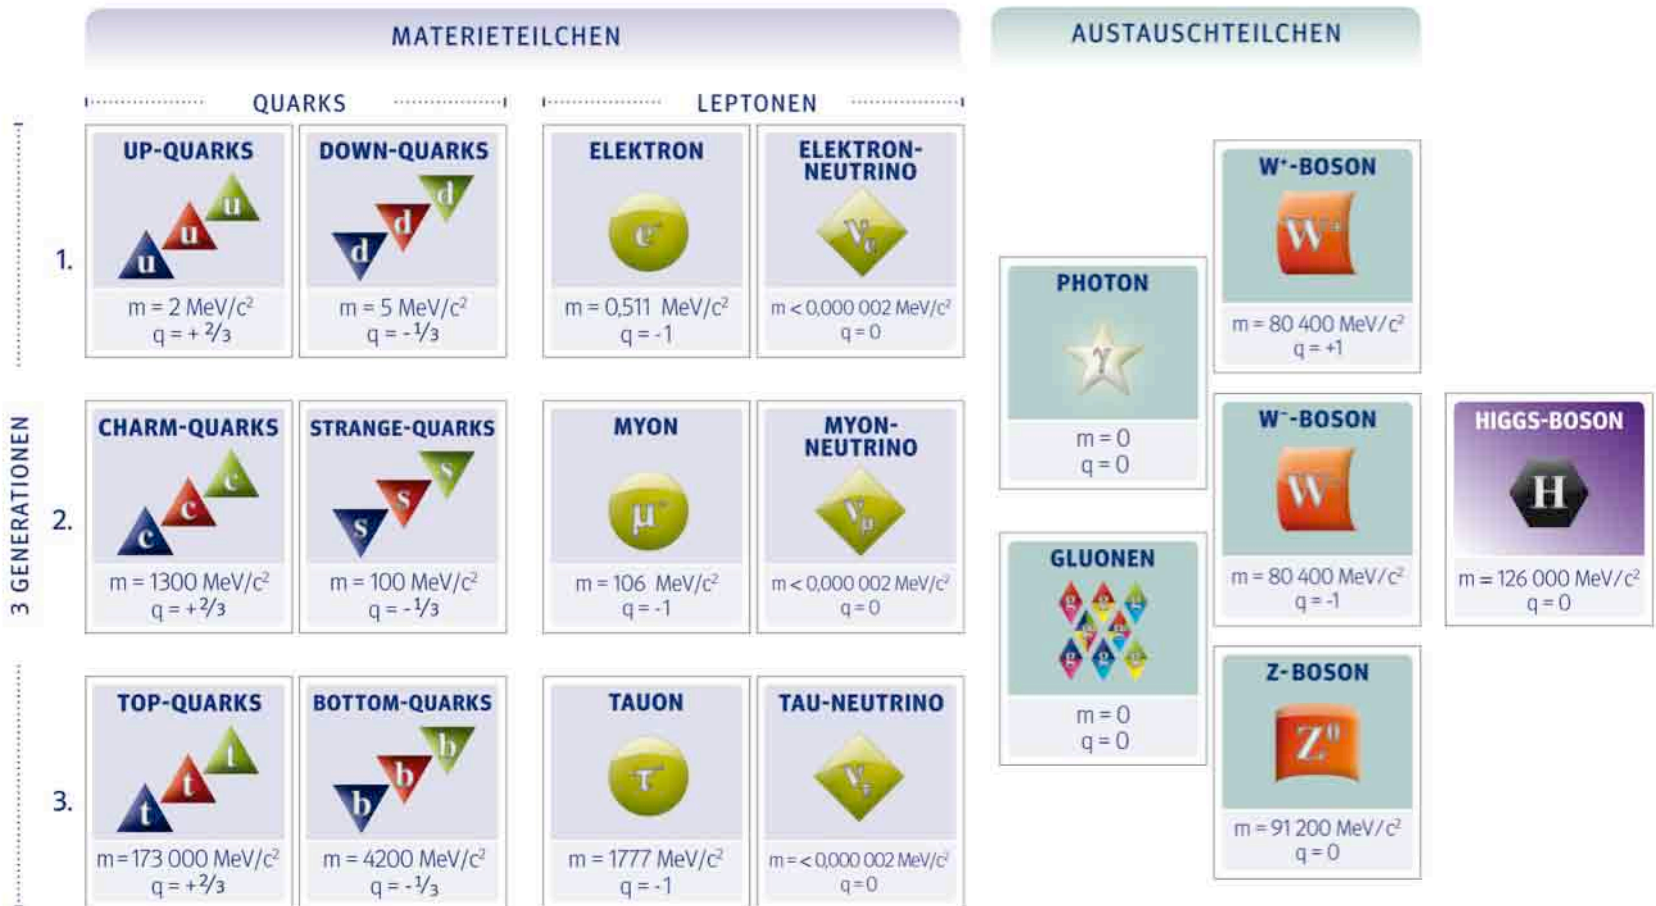 MATERIETEILCHEN
AUSTAUSCHTEILCHEN
QUARKS
LEPTONEN
3 GENERATIONEN
1.
UP-QUARKS
u
u
u
m = 2 MeV/c²
q = + 2/3
DOWN-QUARKS
d
d
d
m = 5 MeV/c²
q = - 1/3
ELEKTRON
e⁻
m = 0,511 MeV/c²
q = -1
ELEKTRON-
NEUTRINO
νe
m < 0,000 002 MeV/c²
q = 0
2.
CHARM-QUARKS
c
c
c
m = 1300 MeV/c²
q = +2/3
STRANGE-QUARKS
s
s
s
m = 100 MeV/c²
q = -1/3
MYON
μ⁻
m = 106 MeV/c²
q = -1
MYON-
NEUTRINO
νμ
m < 0,000 002 MeV/c²
q = 0
3.
TOP-QUARKS
t
t
t
m = 173 000 MeV/c²
q = +2/3
BOTTOM-QUARKS
b
b
b
m = 4200 MeV/c²
q = -1/3
TAUON
τ⁻
m = 1777 MeV/c²
q = -1
TAU-NEUTRINO
ντ
m = < 0,000 002 MeV/c²
q = 0
PHOTON
γ
m = 0
q = 0
GLUONEN
g
g
g
g
g
g
g
g
m = 0
q = 0
W⁺-BOSON
W⁺
m = 80 400 MeV/c²
q = +1
W⁻-BOSON
W⁻
m = 80 400 MeV/c²
q = -1
Z-BOSON
Z⁰
m = 91 200 MeV/c²
q = 0
HIGGS-BOSON
H
m = 126 000 MeV/c²
q = 0